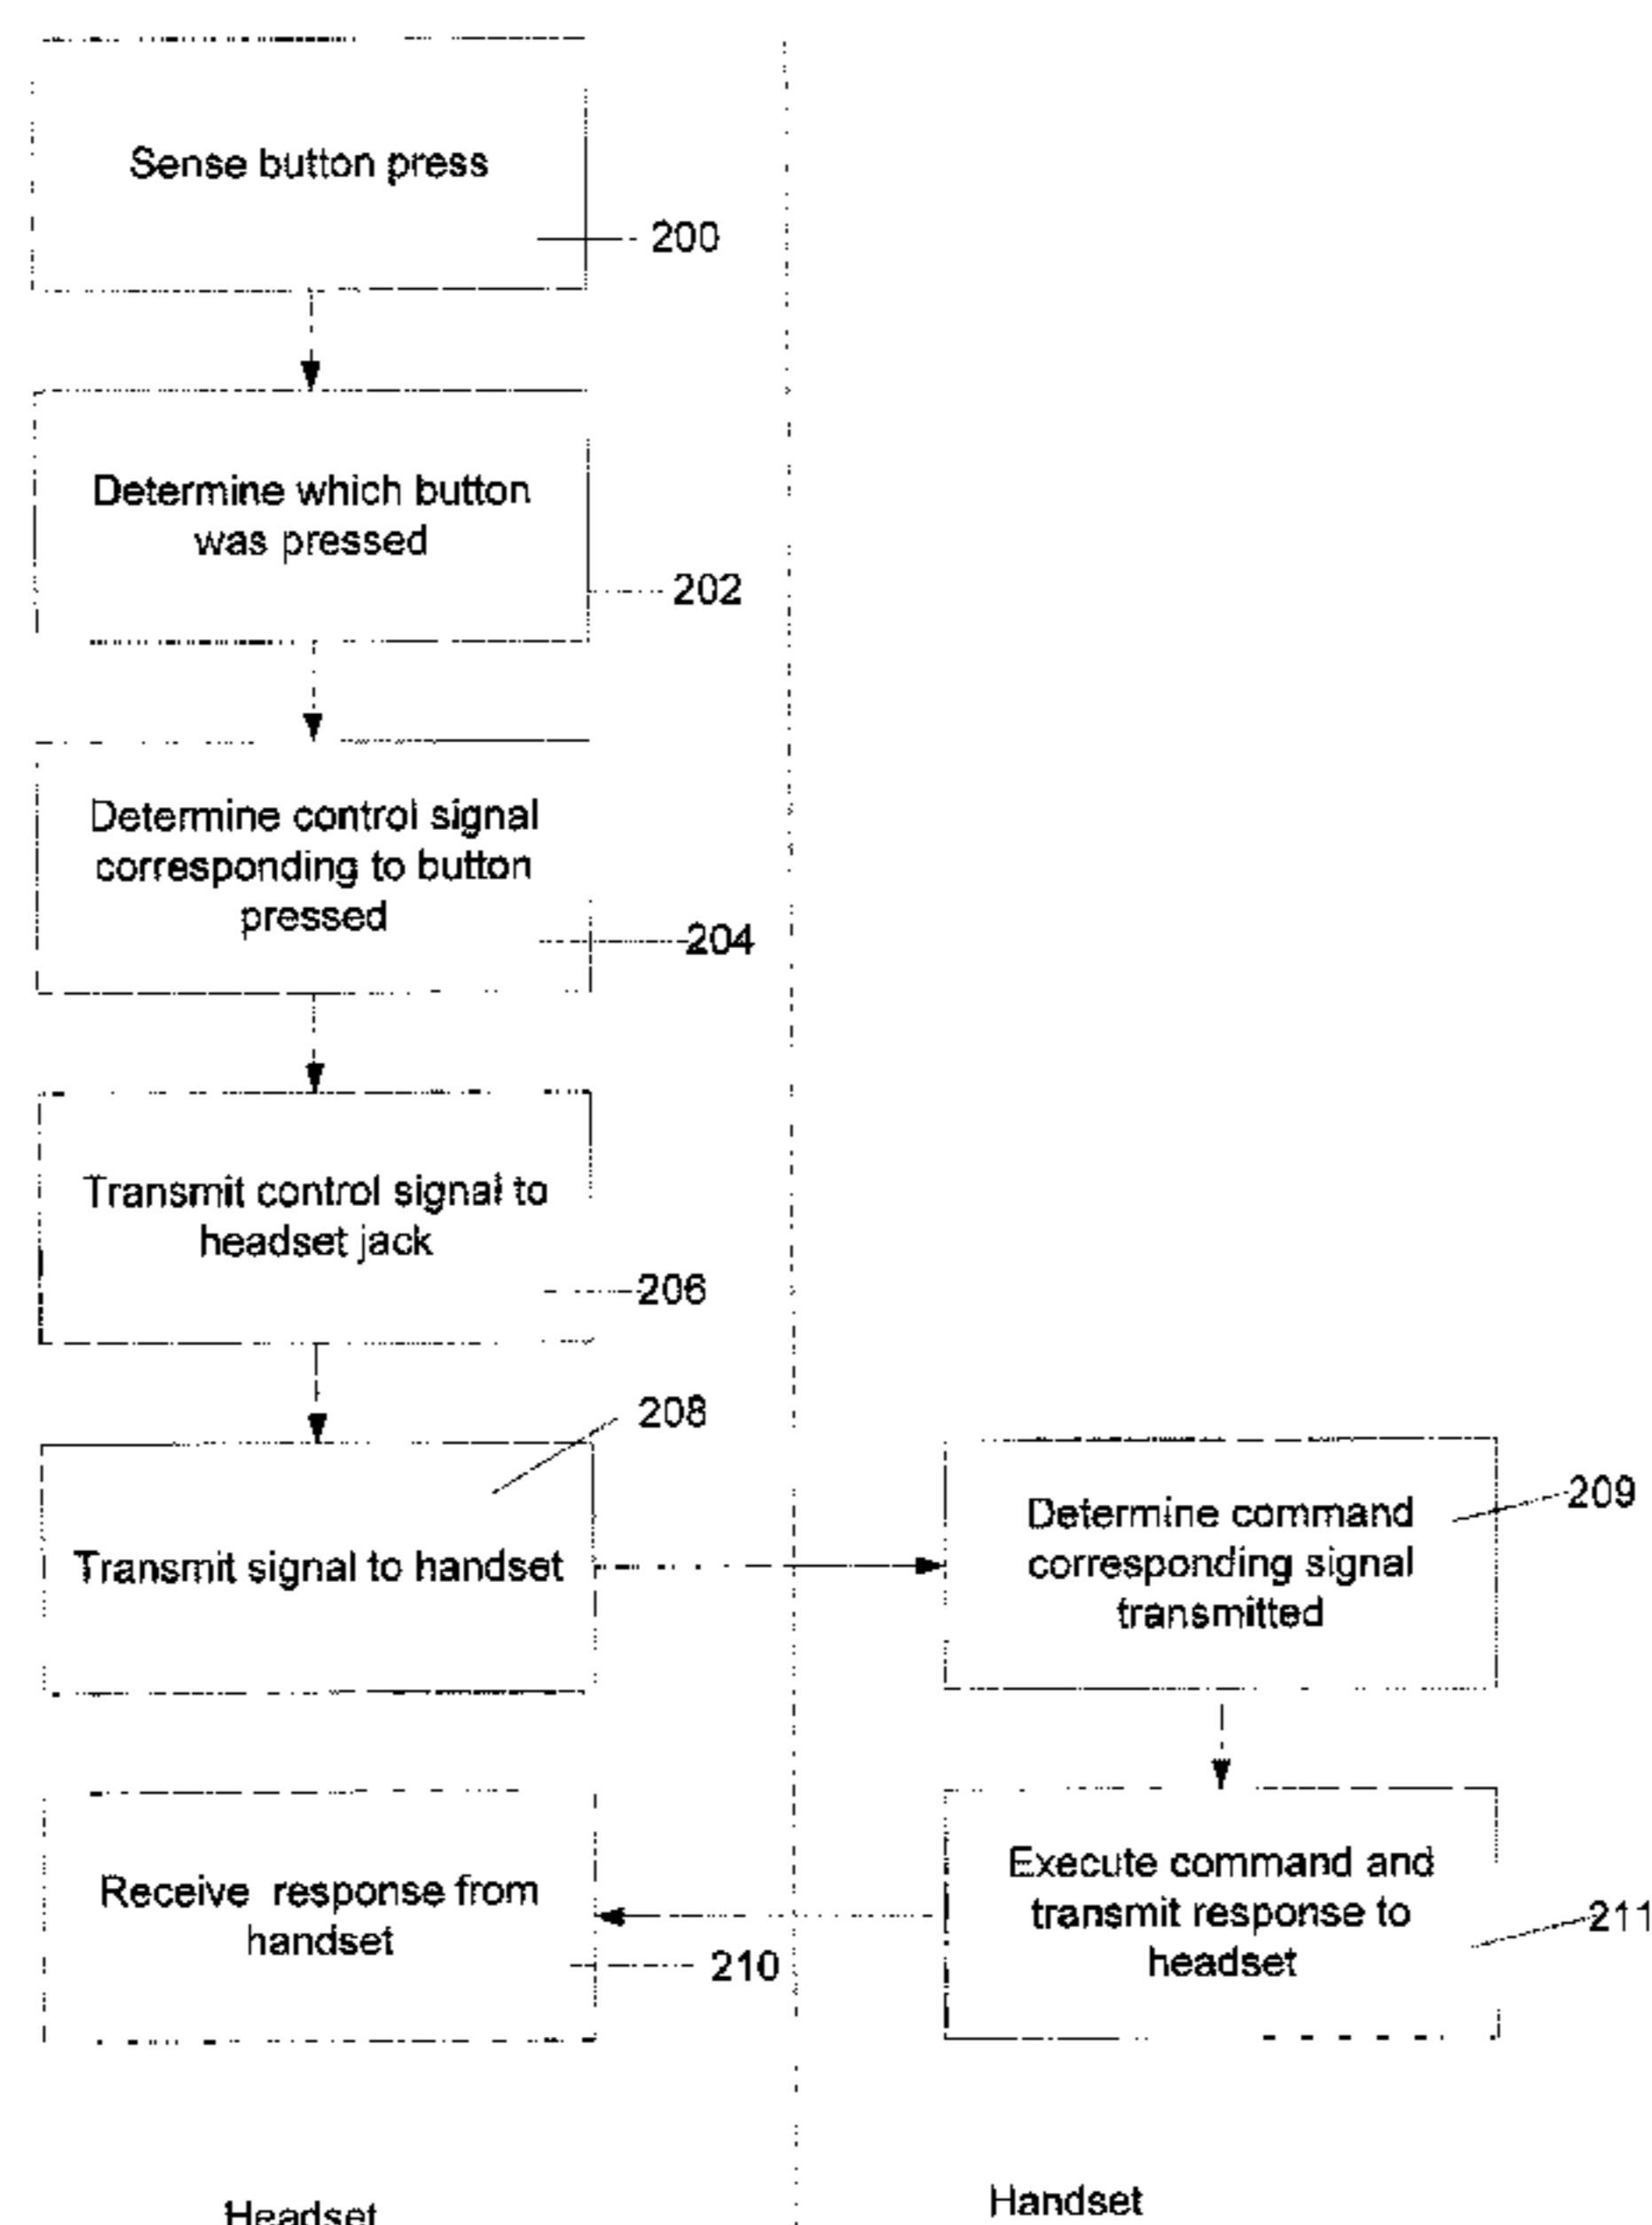 Sense button press
200
Determine which button
was pressed
202
Determine control signal
corresponding to button
pressed
204
Transmit control signal to
headset jack
206
208
Transmit signal to handset
209
Determine command
corresponding signal
transmitted
Receive response from
handset
210
Execute command and
transmit response to
headset
211
Headset
Handset